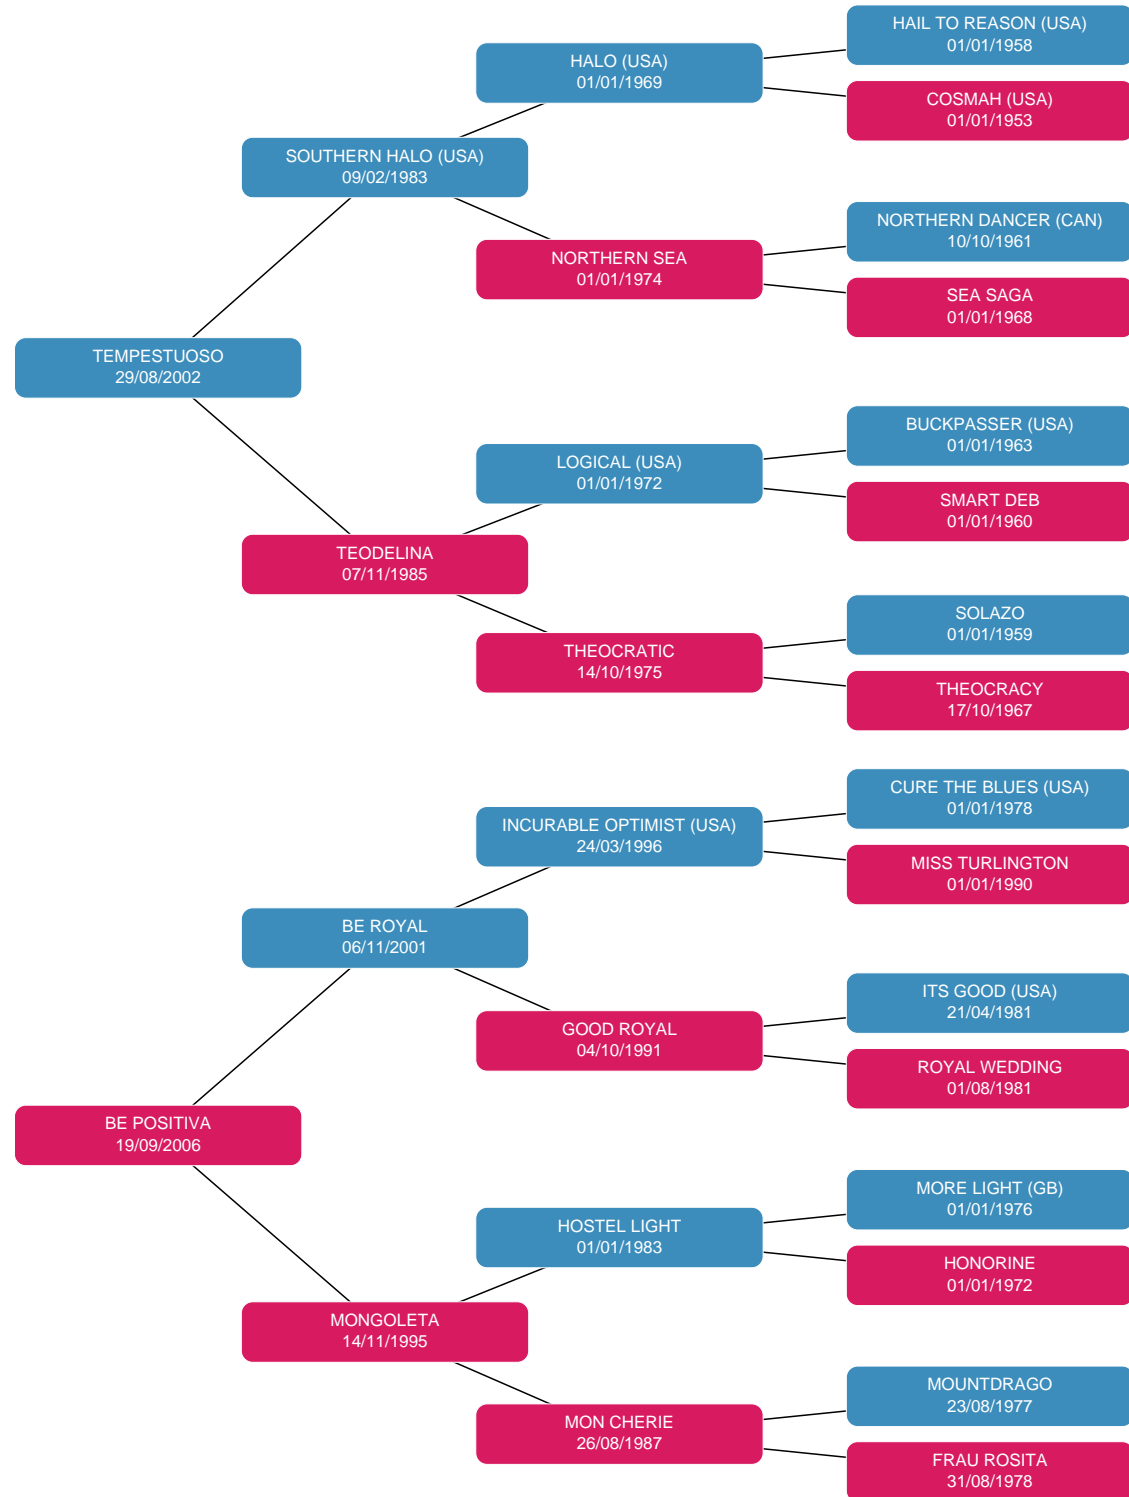 HAIL TO REASON (USA)
01/01/1958
HALO (USA)
01/01/1969
COSMAH (USA)
01/01/1953
SOUTHERN HALO (USA)
09/02/1983
NORTHERN DANCER (CAN)
10/10/1961
NORTHERN SEA
01/01/1974
SEA SAGA
01/01/1968
TEMPESTUOSO
29/08/2002
BUCKPASSER (USA)
01/01/1963
LOGICAL (USA)
01/01/1972
SMART DEB
01/01/1960
TEODELINA
07/11/1985
SOLAZO
01/01/1959
THEOCRATIC
14/10/1975
THEOCRACY
17/10/1967
CURE THE BLUES (USA)
01/01/1978
INCURABLE OPTIMIST (USA)
24/03/1996
MISS TURLINGTON
01/01/1990
BE ROYAL
06/11/2001
ITS GOOD (USA)
21/04/1981
GOOD ROYAL
04/10/1991
ROYAL WEDDING
01/08/1981
BE POSITIVA
19/09/2006
MORE LIGHT (GB)
01/01/1976
HOSTEL LIGHT
01/01/1983
HONORINE
01/01/1972
MONGOLETA
14/11/1995
MOUNTDRAGO
23/08/1977
MON CHERIE
26/08/1987
FRAU ROSITA
31/08/1978